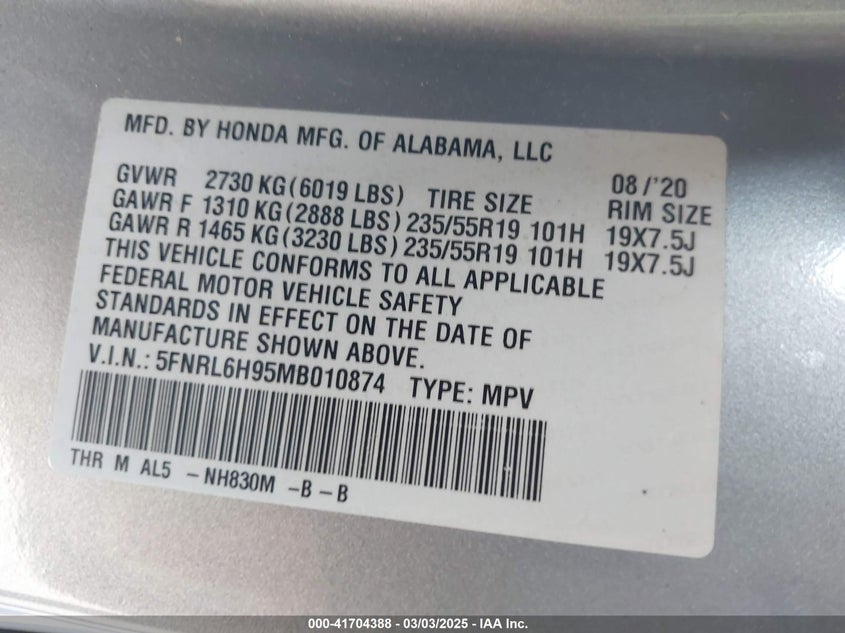 MFD. BY HONDA MFG. OF ALABAMA, LLC
08/'20
GVWR 2730 KG(6019 LBS) TIRE SIZE RIM SIZE
GAWR F 1310 KG(2888 LBS) 235/55R19 101H 19X7.5J
GAWR R 1465 KG(3230 LBS) 235/55R19 101H 19X7.5J
THIS VEHICLE CONFORMS TO ALL APPLICABLE
FEDERAL MOTOR VEHICLE SAFETY
STANDARDS IN EFFECT ON THE DATE OF
MANUFACTURE SHOWN ABOVE.
V.I.N.: 5FNRL6H95MB010874 TYPE: MPV
THR M AL5 -NH830M -B-B
000-41704388 - 03/03/2025 - IAA Inc.